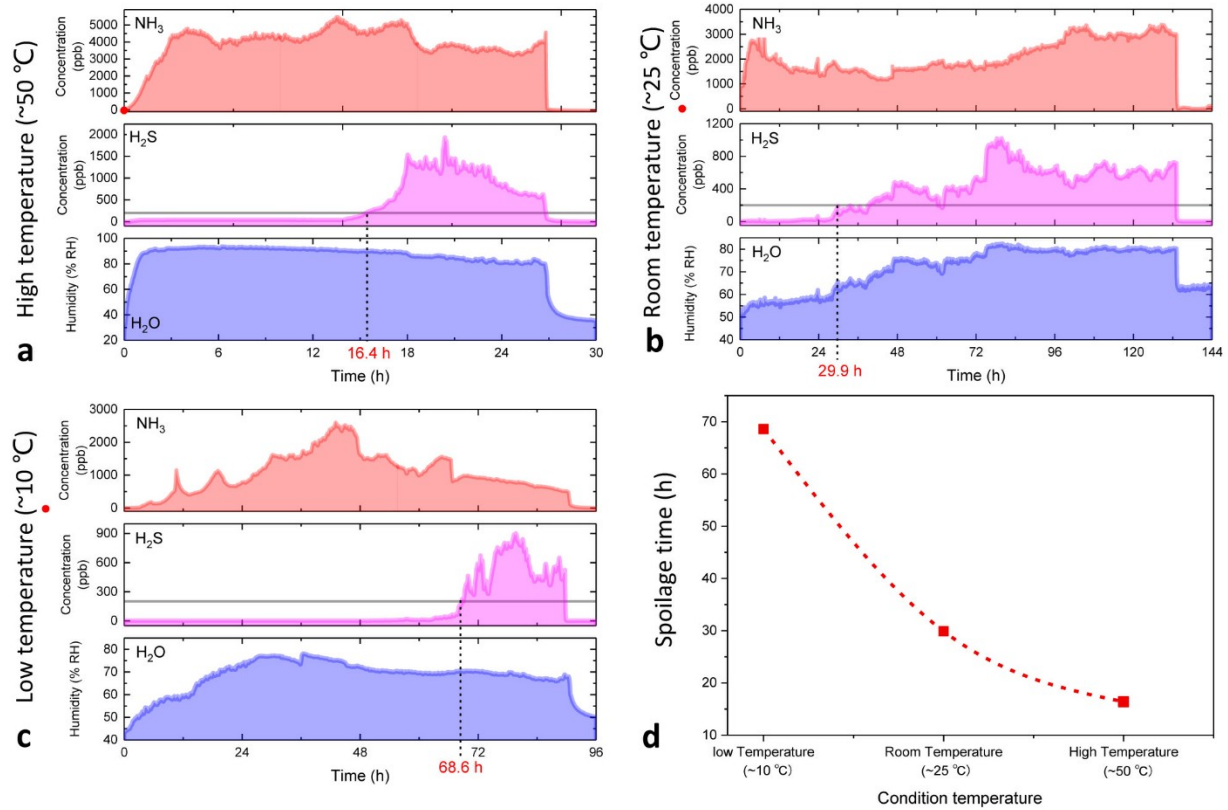 High temperature (~50 ℃)
NH3
Concentration
(ppb)
5000
4000
3000
2000
1000
0
H2S
Concentration
(ppb)
2000
1500
1000
500
0
H2O
Humidity (% RH)
100
80
60
40
20
0
6
12
18
24
30
16.4 h
Time (h)
a
Room temperature (~25 ℃)
NH3
Concentration
(ppb)
4000
3000
2000
1000
0
H2S
Concentration
(ppb)
1200
800
400
0
H2O
Humidity (% RH)
90
80
70
60
50
40
0
24
48
72
96
120
144
29.9 h
Time (h)
b
Low temperature (~10 ℃)
NH3
Concentration
(ppb)
3000
2000
1000
0
H2S
Concentration
(ppb)
900
600
300
0
H2O
Humidity (% RH)
90
80
70
60
50
40
0
24
48
72
96
68.6 h
Time (h)
c
Spoilage time (h)
70
60
50
40
30
20
10
low Temperature
(~10 ℃)
Room Temperature
(~25 ℃)
High Temperature
(~50 ℃)
Condition temperature
d